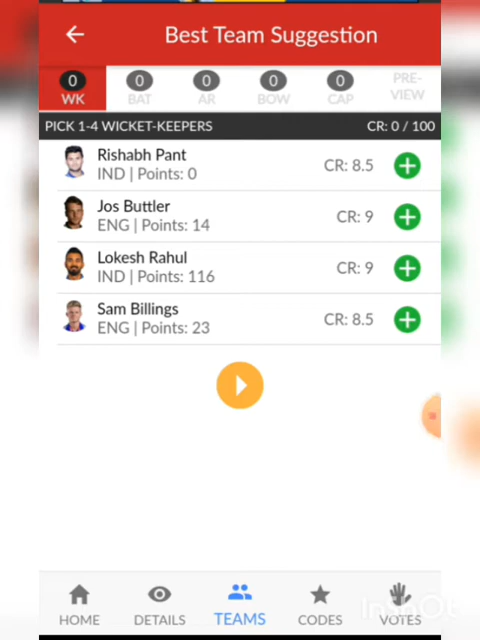 Best Team Suggestion
0 0 0 0 0 PRE-
WK BAT AR BOW CAP VIEW
PICK 1-4 WICKET-KEEPERS CR: 0 / 100
Rishabh Pant
IND | Points: 0 CR: 8.5
Jos Buttler
ENG | Points: 14 CR: 9
Lokesh Rahul
IND | Points: 116 CR: 9
Sam Billings
ENG | Points: 23 CR: 8.5
HOME DETAILS TEAMS CODES VOTES
InShOt